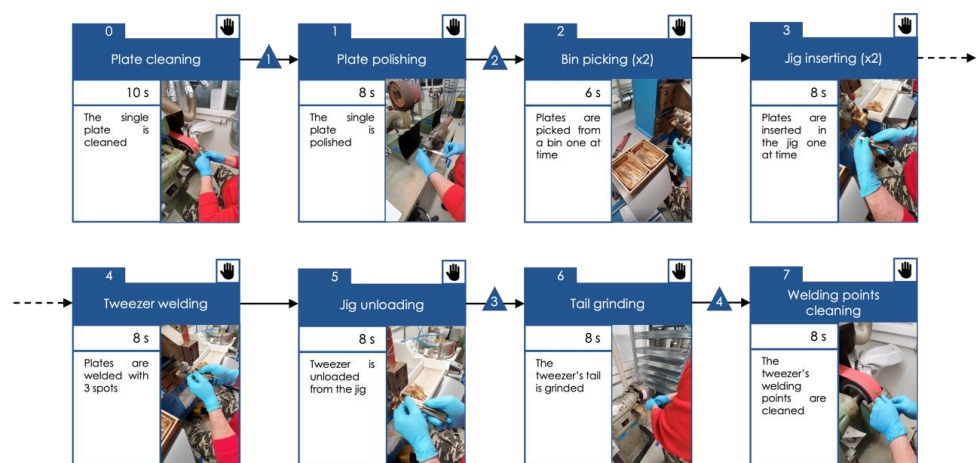 0
Plate cleaning
10 s
The single
plate is
cleaned
1
1
Plate polishing
8 s
The single
plate is
polished
2
2
Bin picking (x2)
6 s
Plates are
picked from
a bin one at
time
3
Jig inserting (x2)
8 s
Plates are
inserted in
the jig one
at time
4
Tweezer welding
8 s
Plates are
welded with
3 spots
5
Jig unloading
8 s
Tweezer is
unloaded
from the jig
3
6
Tail grinding
8 s
The
tweezer's tail
is grinded
4
7
Welding points
cleaning
8 s
The
tweezer's
welding
points are
cleaned